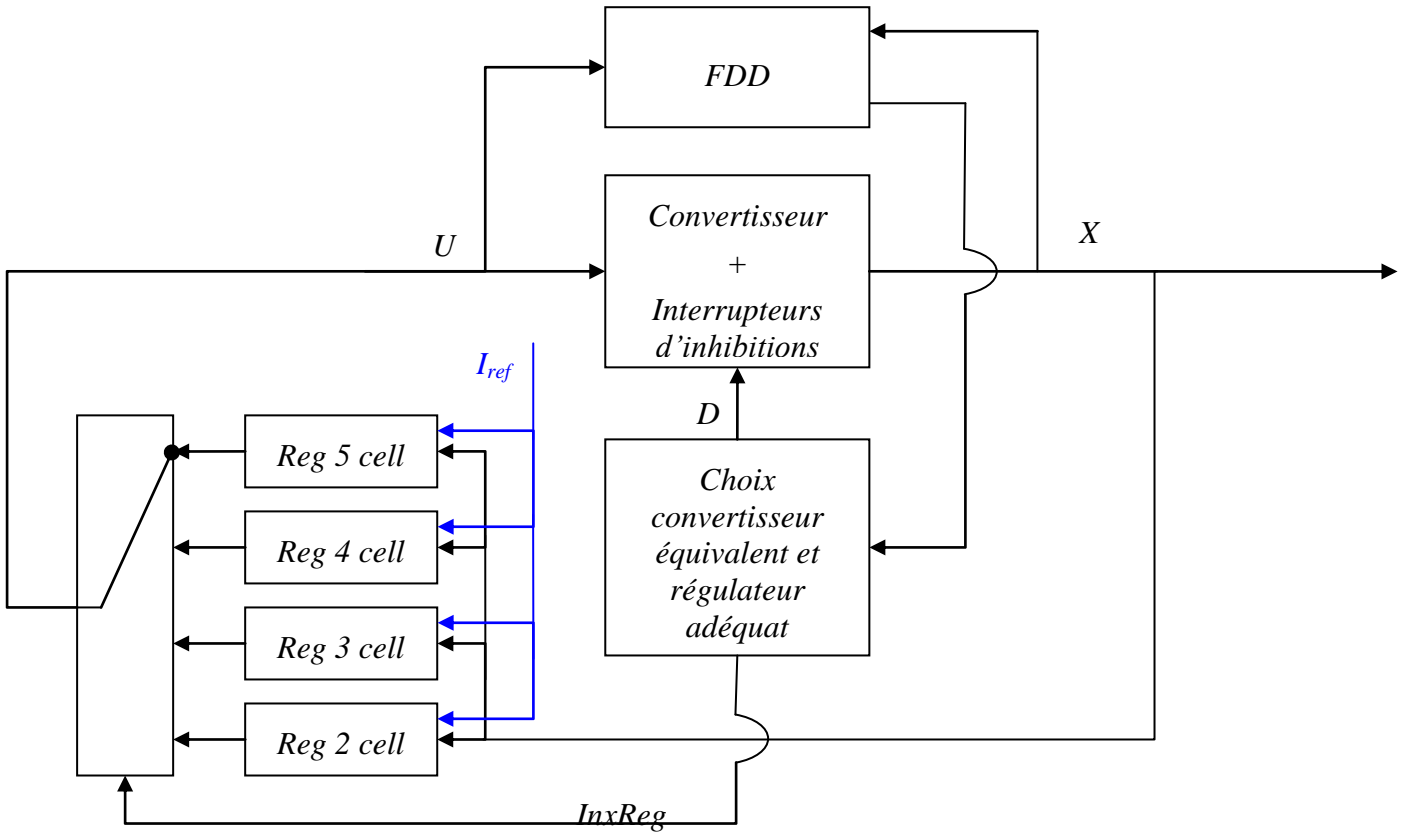 FDD
Convertisseur
+
Interrupteurs
d’inhibitions
U
X
I_ref
D
Reg 5 cell
Reg 4 cell
Reg 3 cell
Reg 2 cell
Choix
convertisseur
équivalent et
régulateur
adéquat
InxReg